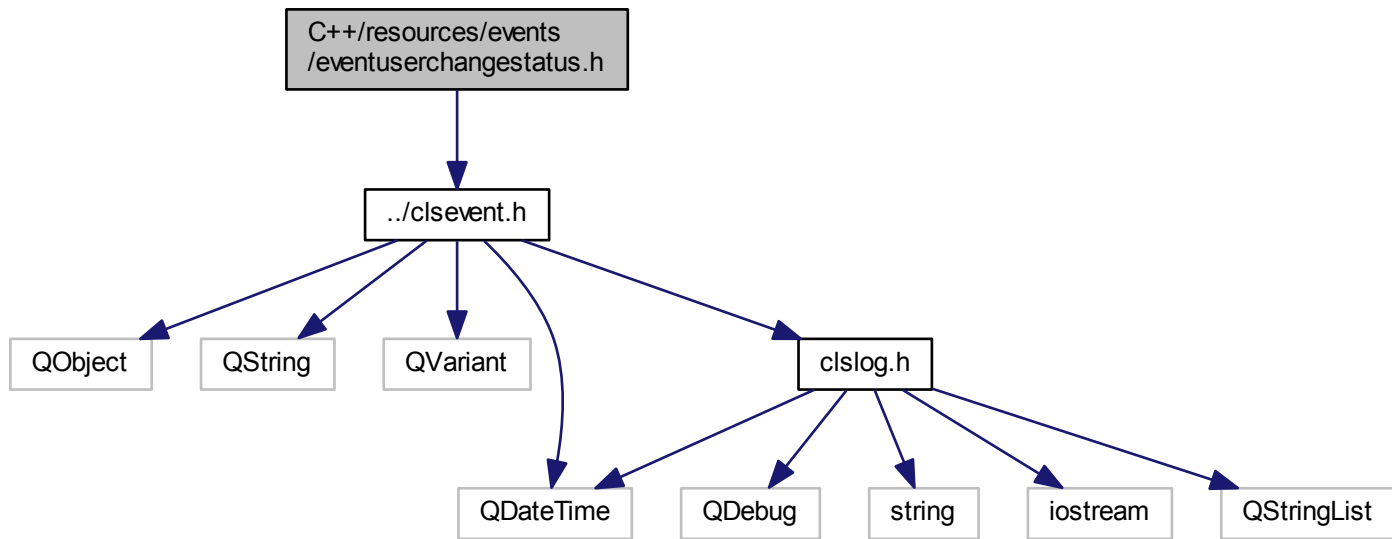 C++/resources/events
/eventuserchangestatus.h
../clsevent.h
QObject
QString
QVariant
clslog.h
QDateTime
QDebug
string
iostream
QStringList